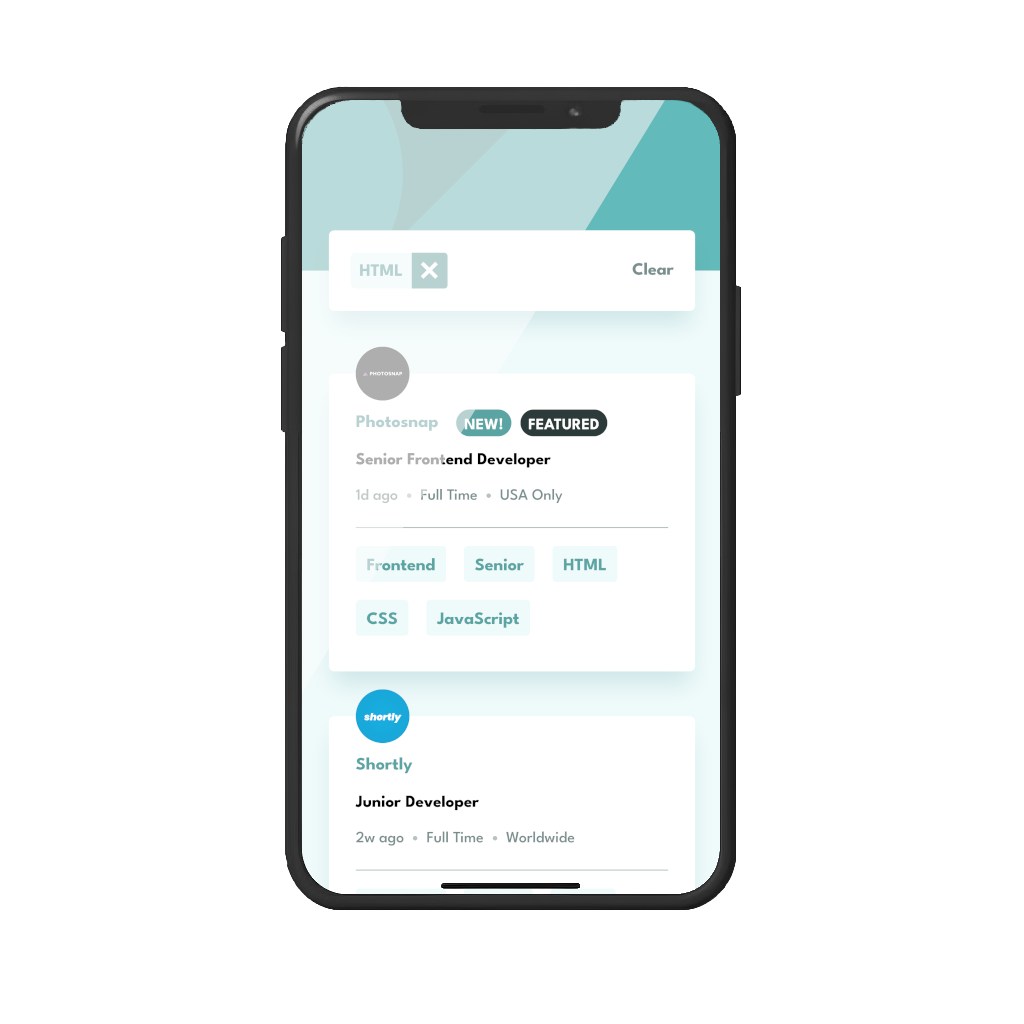 HTML Clear
PHOTOSNAP
Photosnap NEW! FEATURED
Senior Frontend Developer
1d ago • Full Time • USA Only
Frontend Senior HTML
CSS JavaScript
shortly
Shortly
Junior Developer
2w ago • Full Time • Worldwide